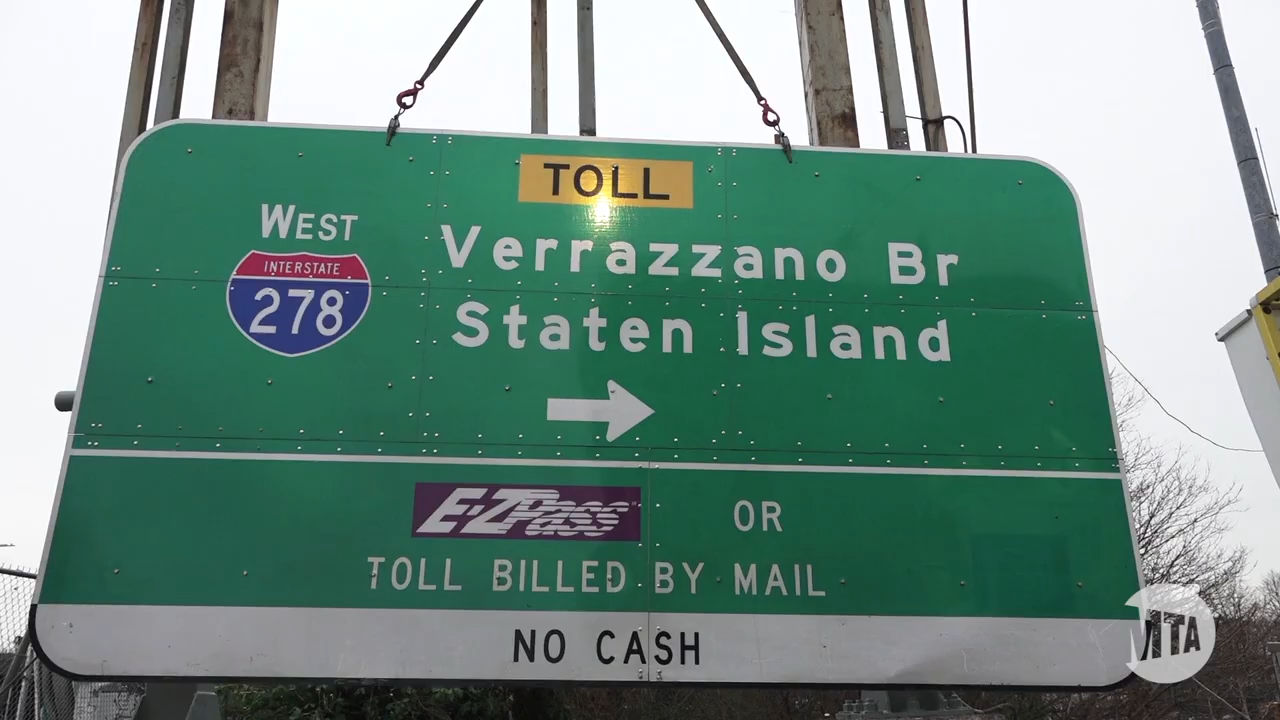 TOLL
WEST
INTERSTATE
278
Verrazzano Br
Staten Island
E-ZPass OR
TOLL BILLED BY MAIL
NO CASH
MTA